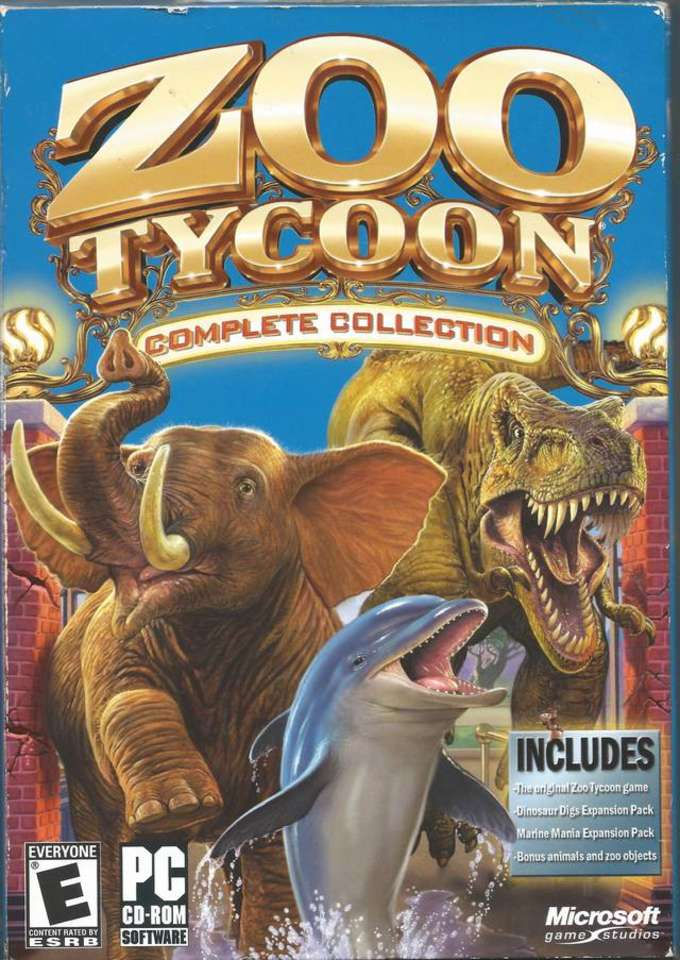 ZOO
TYCOON
COMPLETE COLLECTION
INCLUDES
-The original Zoo Tycoon game
-Dinosaur Digs Expansion Pack
-Marine Mania Expansion Pack
-Bonus animals and zoo objects
EVERYONE
E
®
CONTENT RATED BY
ESRB
PC
CD-ROM
SOFTWARE
Microsoft
game studios